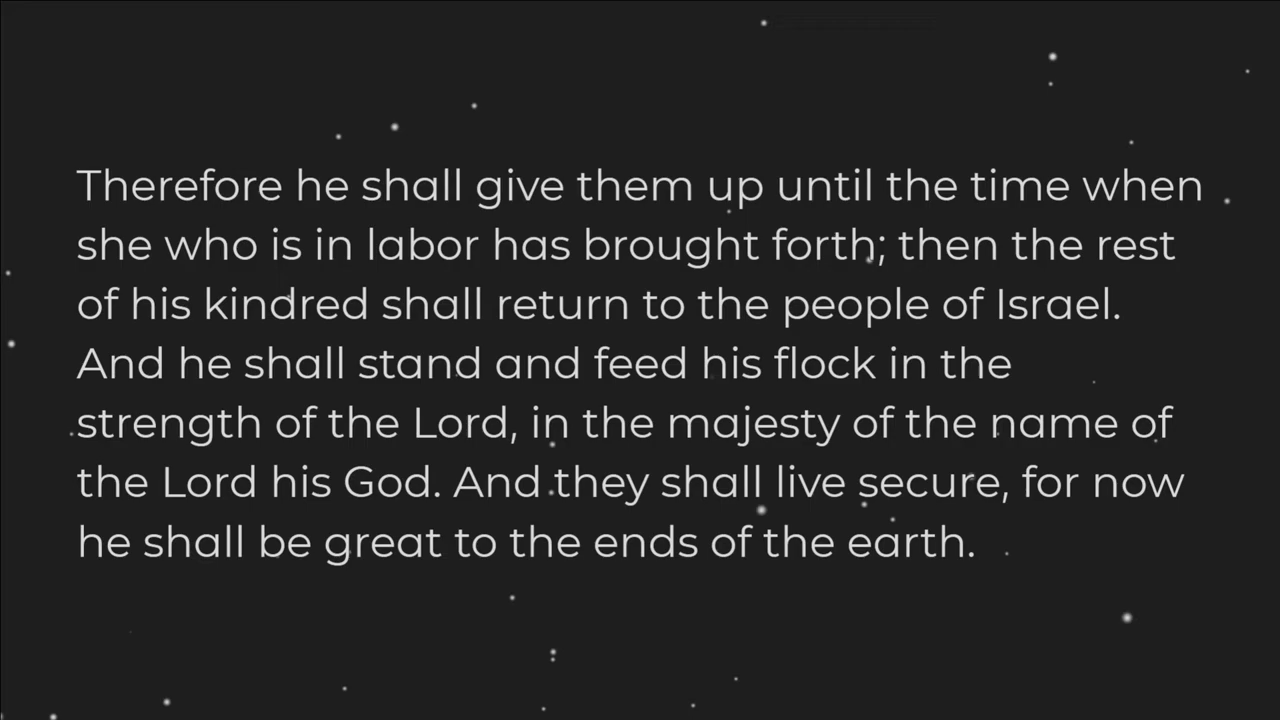 Therefore he shall give them up until the time when
she who is in labor has brought forth; then the rest
of his kindred shall return to the people of Israel.
And he shall stand and feed his flock in the
strength of the Lord, in the majesty of the name of
the Lord his God. And they shall live secure, for now
he shall be great to the ends of the earth.